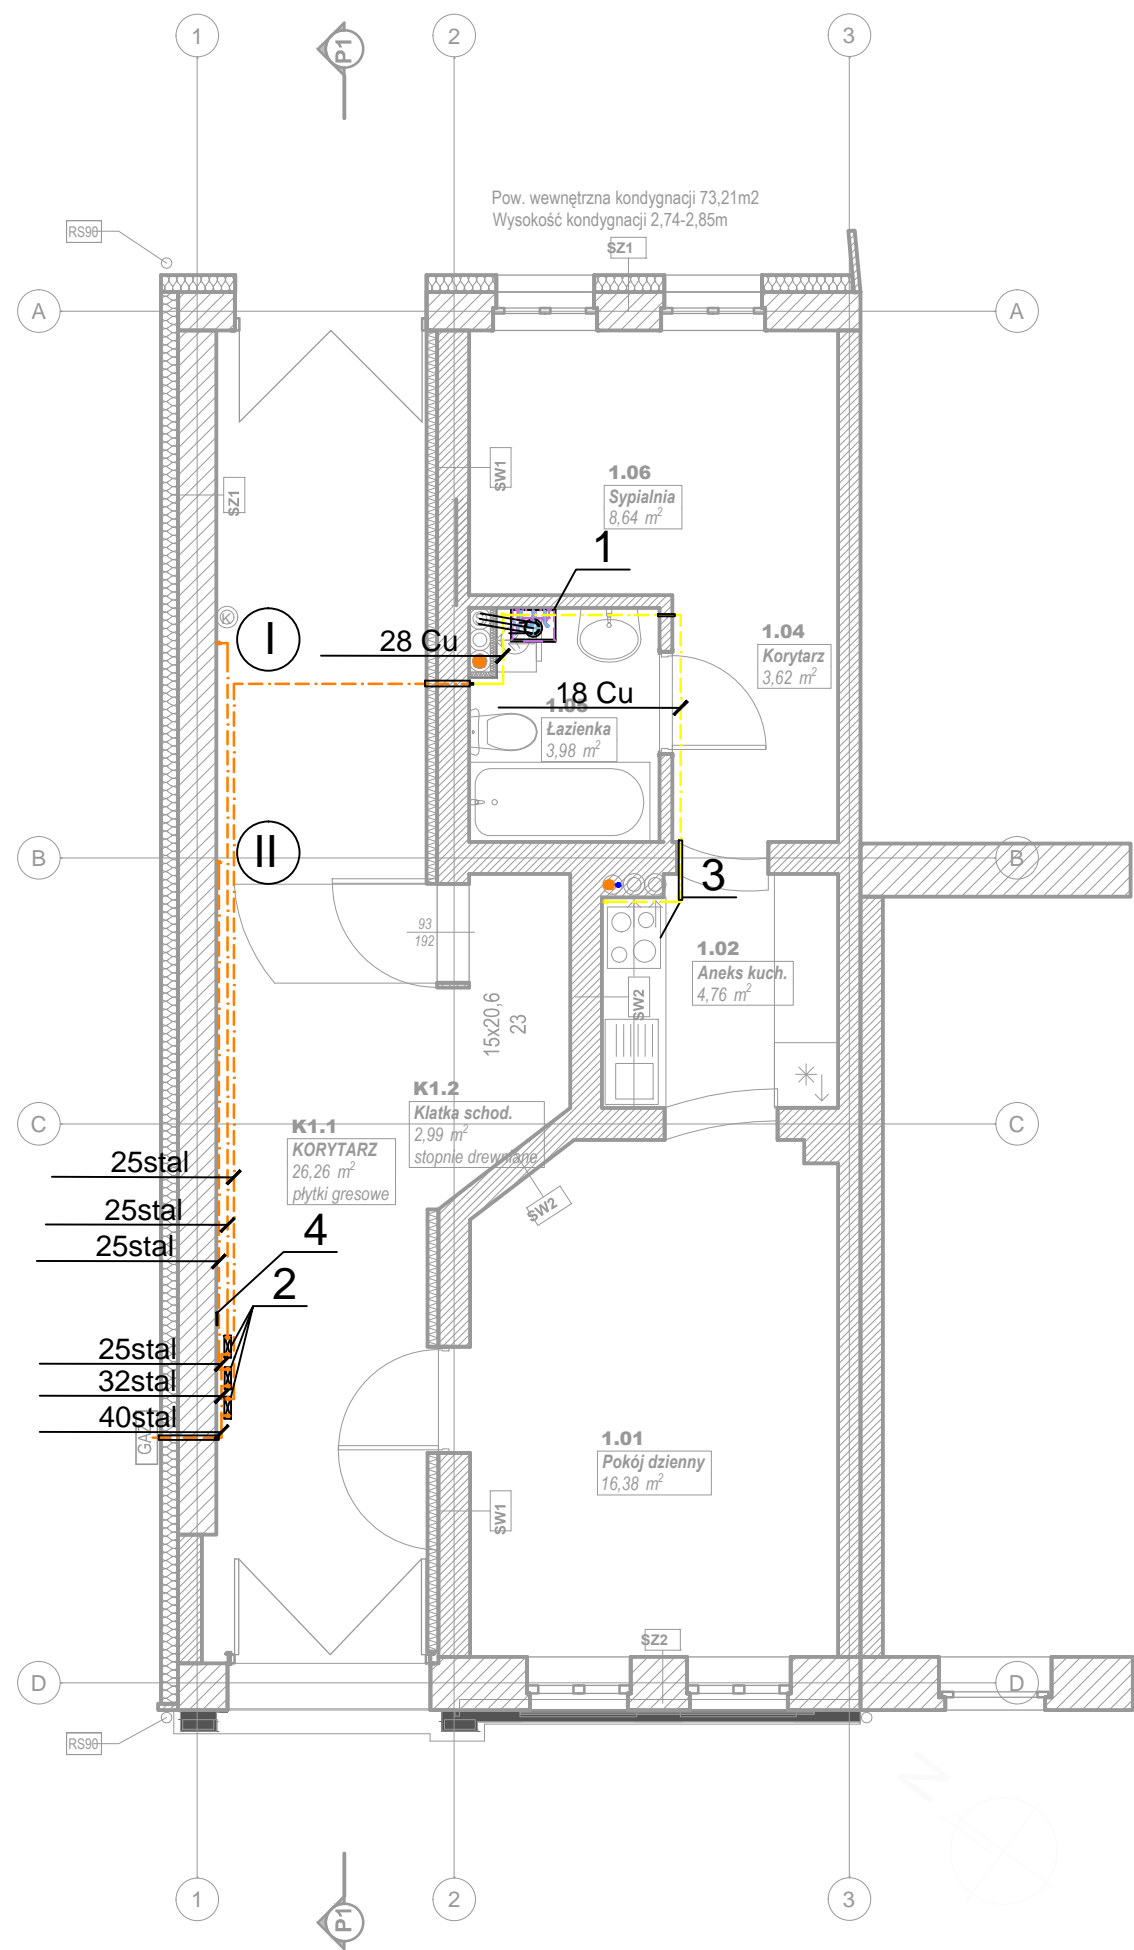 1
2
3
P1
Pow. wewnętrzna kondygnacji 73,21m2
Wysokość kondygnacji 2,74-2,85m
RS90
SZ1
A
A
SW1
1.06
Sypialnia
8,64 m²
SZ1
1
K
I
28 Cu
1.04
Korytarz
3,62 m²
18 Cu
1.05
Łazienka
3,98 m²
B
II
B
3
93
192
1.02
Aneks kuch.
4,76 m²
SW2
15x20,6
23
K1.2
Klatka schod.
2,99 m²
stopnie drewniane
C
K1.1
KORYTARZ
26,26 m²
płytki gresowe
C
25stal
SW2
25stal
25stal
4
2
25stal
32stal
40stal
GAZ
1.01
Pokój dzienny
16,38 m²
SW1
SZ2
D
D
RS90
N
1
2
3
P1